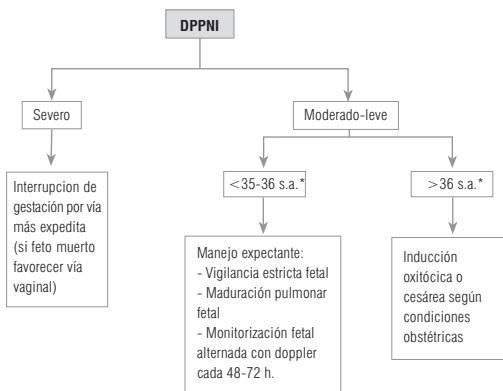 DPPNI
Severo
Moderado-leve
Interrupcion de
gestación por vía
más expedita
(si feto muerto
favorecer vía
vaginal)
<35-36 s.a.*
>36 s.a.*
Manejo expectante:
- Vigilancia estricta fetal
- Maduración pulmonar
fetal
- Monitorización fetal
alternada con doppler
cada 48-72 h.
Inducción
oxitócica o
cesárea según
condiciones
obstétricas